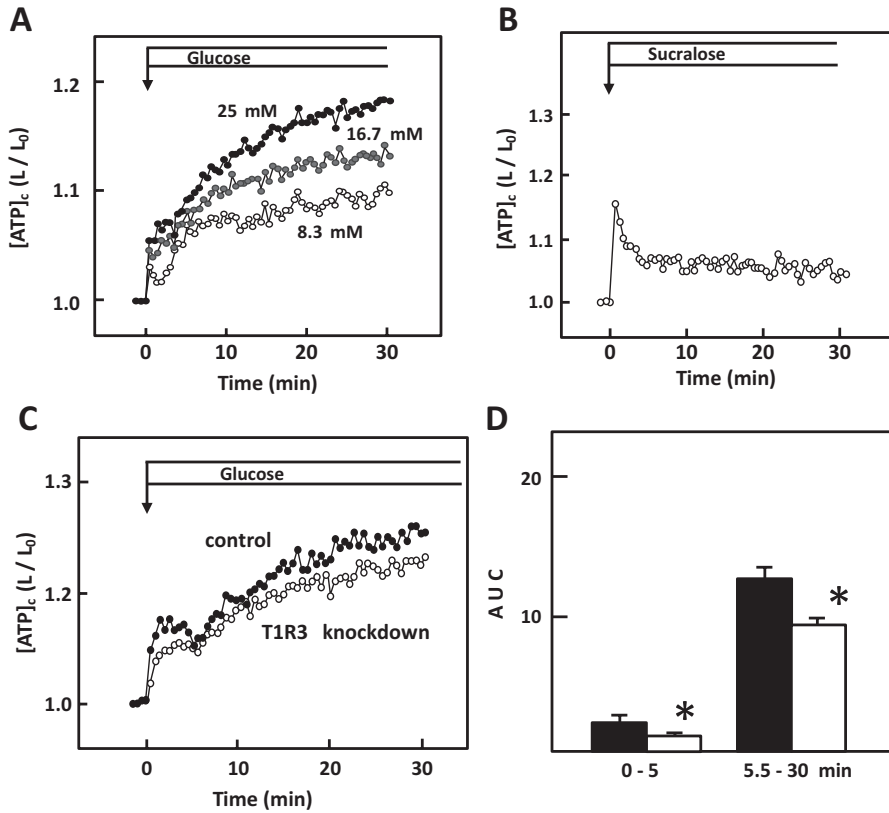 A
Glucose
1.2
1.1
1.0
[ATP]c (L / L0)
25 mM
16.7 mM
8.3 mM
0 10 20 30
Time (min)
B
Sucralose
1.3
1.2
1.1
1.0
[ATP]c (L / L0)
0 10 20 30
Time (min)
C
Glucose
1.3
1.2
1.0
[ATP]c (L / L0)
control
T1R3 knockdown
0 10 20 30
Time (min)
D
20
10
A U C
*
*
0 - 5 5.5 - 30 min